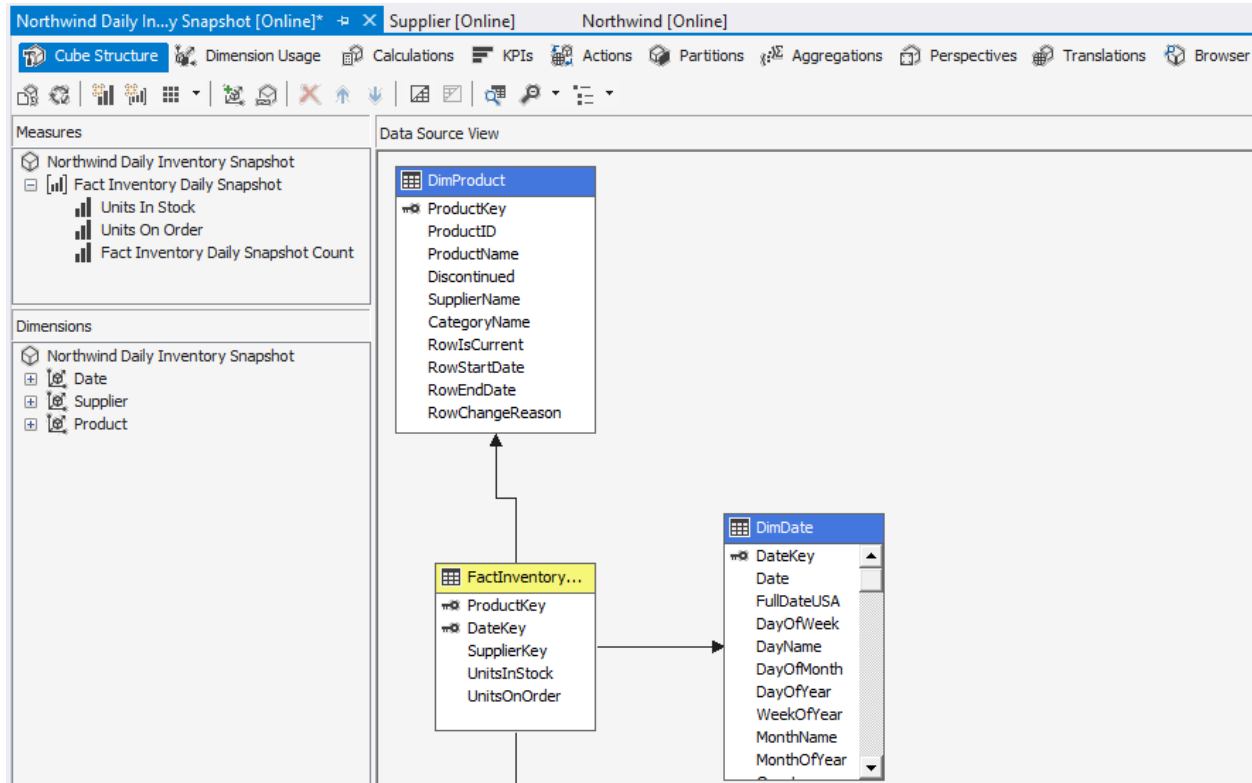 Northwind Daily In...y Snapshot [Online]* Supplier [Online] Northwind [Online]
Cube Structure Dimension Usage Calculations KPIs Actions Partitions Aggregations Perspectives Translations Browser
Measures
Northwind Daily Inventory Snapshot
Fact Inventory Daily Snapshot
Units In Stock
Units On Order
Fact Inventory Daily Snapshot Count
Dimensions
Northwind Daily Inventory Snapshot
Date
Supplier
Product
Data Source View
DimProduct
ProductKey
ProductID
ProductName
Discontinued
SupplierName
CategoryName
RowIsCurrent
RowStartDate
RowEndDate
RowChangeReason
FactInventory...
ProductKey
DateKey
SupplierKey
UnitsInStock
UnitsOnOrder
DimDate
DateKey
Date
FullDateUSA
DayOfWeek
DayName
DayOfMonth
DayOfYear
WeekOfYear
MonthName
MonthOfYear